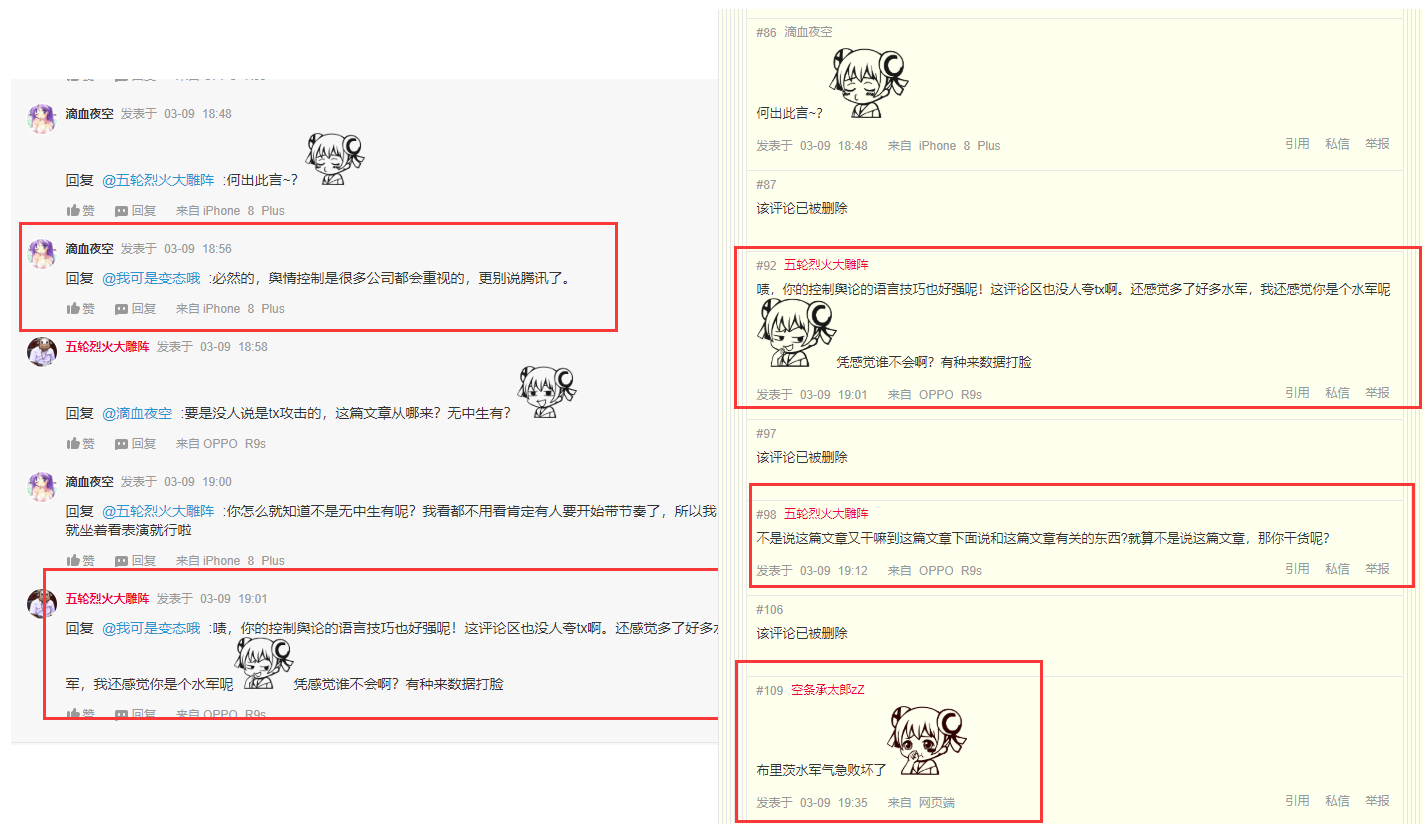 滴血夜空 发表于 03-09 18:48
回复 @五轮烈火大雕阵 :何出此言~?
赞 回复 来自 iPhone 8 Plus
滴血夜空 发表于 03-09 18:56
回复 @我可是变态哦 :必然的，舆情控制是很多公司都会重视的，更别说腾讯了。
赞 回复 来自 iPhone 8 Plus
五轮烈火大雕阵 发表于 03-09 18:58
回复 @滴血夜空 :要是没人说是tx攻击的，这篇文章从哪来？无中生有？
赞 回复 来自 OPPO R9s
滴血夜空 发表于 03-09 19:00
回复 @五轮烈火大雕阵 :你怎么就知道不是无中生有呢？我看都不用看肯定有人要开始带节奏了，所以我
就坐着看表演就行啦
赞 回复 来自 iPhone 8 Plus
五轮烈火大雕阵 发表于 03-09 19:01
回复 @我可是变态哦 :啧，你的控制舆论的语言技巧也好强呢！这评论区也没人夸tx啊。还感觉多了好多
军，我还感觉你是个水军呢 凭感觉谁不会啊？有种来数据打脸
赞 回复 来自 OPPO R9s
#86 滴血夜空
何出此言~?
发表于 03-09 18:48 来自 iPhone 8 Plus 引用 私信 举报
#87
该评论已被删除
#92 五轮烈火大雕阵
啧，你的控制舆论的语言技巧也好强呢！这评论区也没人夸tx啊。还感觉多了好多水军，我还感觉你是个水军呢
凭感觉谁不会啊？有种来数据打脸
发表于 03-09 19:01 来自 OPPO R9s 引用 私信 举报
#97
该评论已被删除
#98 五轮烈火大雕阵
不是说这篇文章又干嘛到这篇文章下面说和这篇文章有关的东西?就算不是说这篇文章，那你干货呢?
发表于 03-09 19:12 来自 OPPO R9s 引用 私信 举报
#106
该评论已被删除
#109 空条承太郎zZ
布里茨水军气急败坏了
发表于 03-09 19:35 来自 网页端 引用 私信 举报